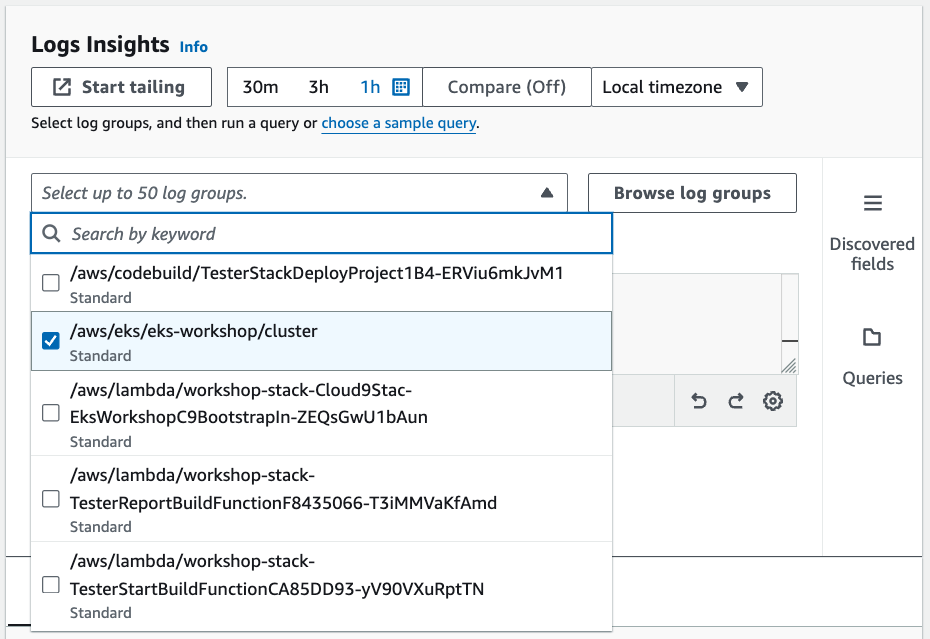 Logs Insights Info
Start tailing 30m 3h 1h Compare (Off) Local timezone
Select log groups, and then run a query or choose a sample query.
Select up to 50 log groups. Browse log groups
Search by keyword
Discovered
fields
/aws/codebuild/TesterStackDeployProject1B4-ERViu6mkJvM1
Standard
/aws/eks/eks-workshop/cluster
Standard
Queries
/aws/lambda/workshop-stack-Cloud9Stac-
EksWorkshopC9BootstrapIn-ZEQsGwU1bAun
Standard
/aws/lambda/workshop-stack-
TesterReportBuildFunctionF8435066-T3iMMVaKfAmd
Standard
/aws/lambda/workshop-stack-
TesterStartBuildFunctionCA85DD93-yV90VXuRptTN
Standard